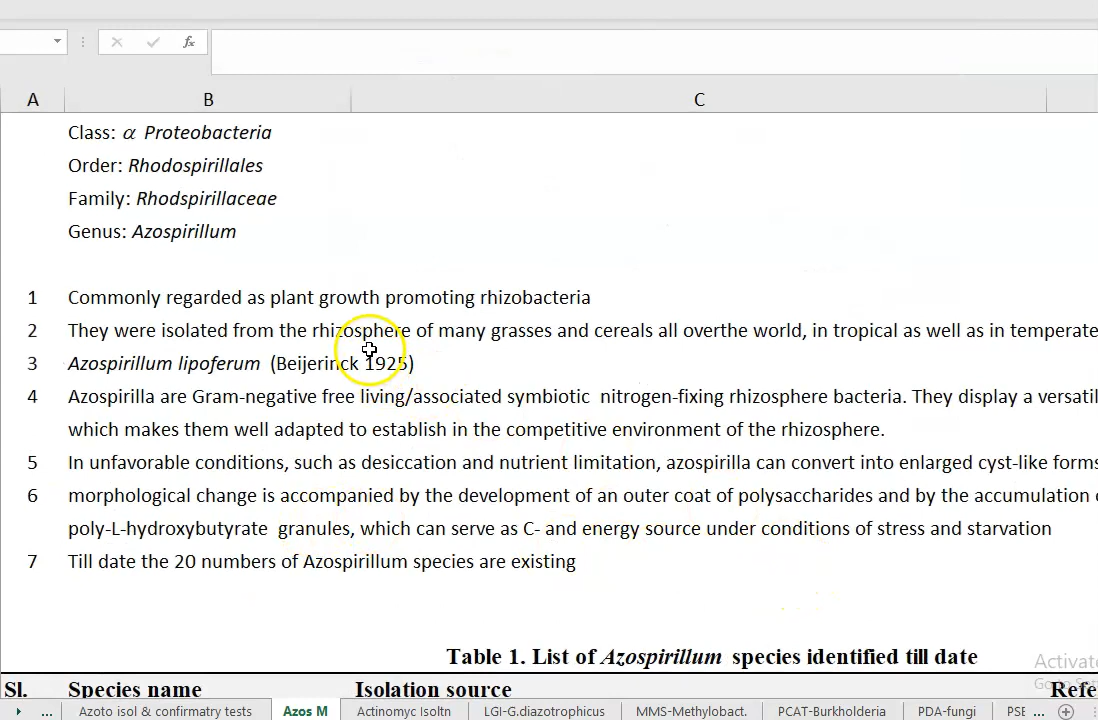 fx
A B C
Class: α Proteobacteria
Order: Rhodospirillales
Family: Rhodspirillaceae
Genus: Azospirillum
1 Commonly regarded as plant growth promoting rhizobacteria
2 They were isolated from the rhizosphere of many grasses and cereals all overthe world, in tropical as well as in temperate
3 Azospirillum lipoferum (Beijerinck 1925)
4 Azospirilla are Gram-negative free living/associated symbiotic nitrogen-fixing rhizosphere bacteria. They display a versatil
which makes them well adapted to establish in the competitive environment of the rhizosphere.
5 In unfavorable conditions, such as desiccation and nutrient limitation, azospirilla can convert into enlarged cyst-like forms
6 morphological change is accompanied by the development of an outer coat of polysaccharides and by the accumulation
poly-L-hydroxybutyrate granules, which can serve as C- and energy source under conditions of stress and starvation
7 Till date the 20 numbers of Azospirillum species are existing
Table 1. List of Azospirillum species identified till date
Activat
Sl. Species name Isolation source Refe
... Azoto isol & confirmatry tests Azos M Actinomyc Isoltn LGI-G.diazotrophicus MMS-Methylobact. PCAT-Burkholderia PDA-fungi PSE ...